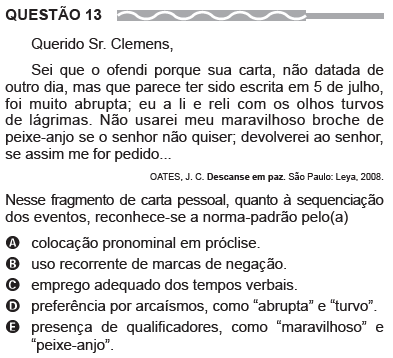 QUESTÃO 13
Querido Sr. Clemens,
Sei que o ofendi porque sua carta, não datada de
outro dia, mas que parece ter sido escrita em 5 de julho,
foi muito abrupta; eu a li e reli com os olhos turvos
de lágrimas. Não usarei meu maravilhoso broche de
peixe-anjo se o senhor não quiser; devolverei ao senhor,
se assim me for pedido...
OATES, J. C. Descanse em paz. São Paulo: Leya, 2008.
Nesse fragmento de carta pessoal, quanto à sequenciação
dos eventos, reconhece-se a norma-padrão pelo(a)
A colocação pronominal em próclise.
B uso recorrente de marcas de negação.
C emprego adequado dos tempos verbais.
D preferência por arcaísmos, como “abrupta” e “turvo”.
E presença de qualificadores, como “maravilhoso” e
“peixe-anjo”.